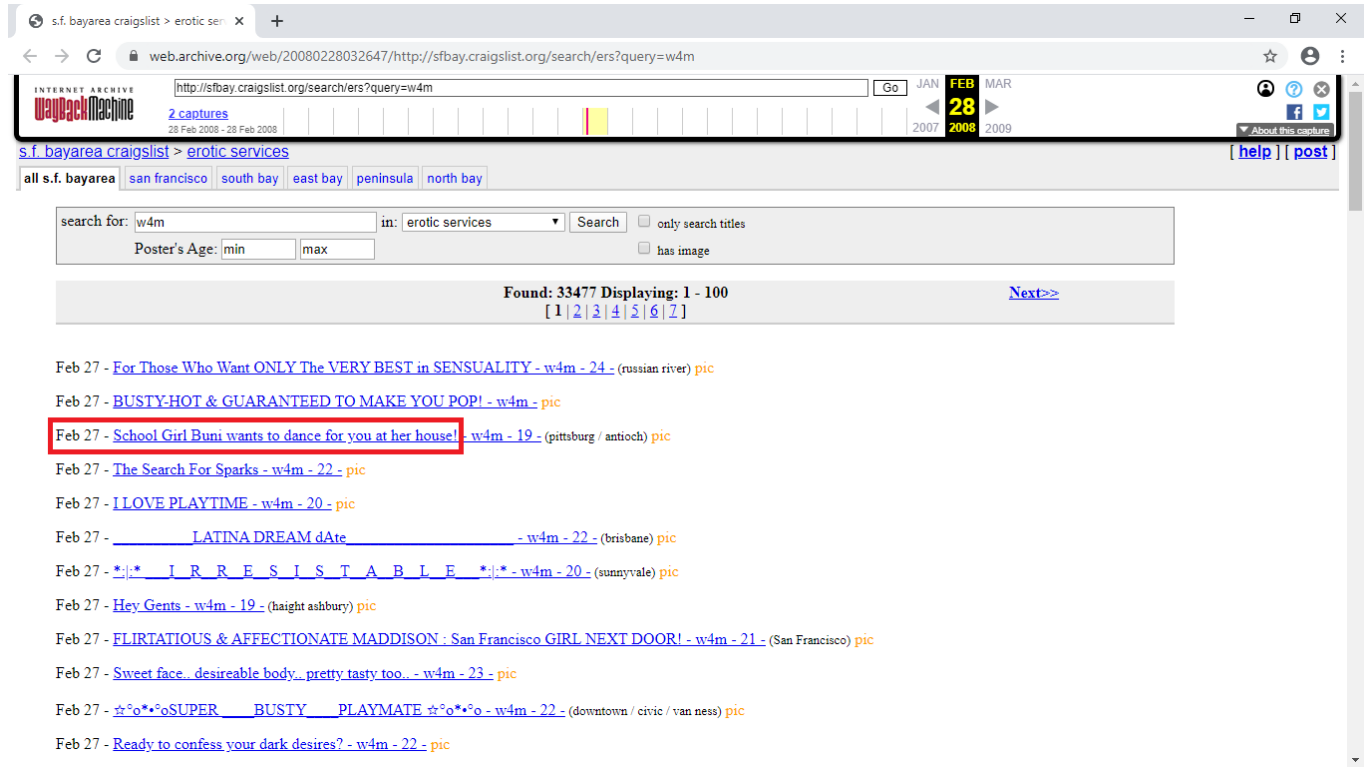 s.f. bayarea craigslist > erotic ser
web.archive.org/web/20080228032647/http://sfbay.craigslist.org/search/ers?query=w4m
INTERNET ARCHIVE
WayBackMachine
http://sfbay.craigslist.org/search/ers?query=w4m
Go
JAN FEB MAR
2 captures
28
28 Feb 2008 - 28 Feb 2008
2007 2008 2009
▼ About this capture
s.f. bayarea craigslist > erotic services
[ help ] [ post ]
all s.f. bayarea san francisco south bay east bay peninsula north bay
search for: w4m in: erotic services Search only search titles
Poster's Age: min max has image
Found: 33477 Displaying: 1 - 100 Next>>
[ 1 | 2 | 3 | 4 | 5 | 6 | 7 ]
Feb 27 - For Those Who Want ONLY The VERY BEST in SENSUALITY - w4m - 24 - (russian river) pic
Feb 27 - BUSTY-HOT & GUARANTEED TO MAKE YOU POP! - w4m - pic
Feb 27 - School Girl Buni wants to dance for you at her house! - w4m - 19 - (pittsburg / antioch) pic
Feb 27 - The Search For Sparks - w4m - 22 - pic
Feb 27 - I LOVE PLAYTIME - w4m - 20 - pic
Feb 27 - __________LATINA DREAM dAte_____________________ - w4m - 22 - (brisbane) pic
Feb 27 - *:|:* ___I__R__R__E__S__I__S__T__A__B__L__E___*:|:* - w4m - 20 - (sunnyvale) pic
Feb 27 - Hey Gents - w4m - 19 - (haight ashbury) pic
Feb 27 - FLIRTATIOUS & AFFECTIONATE MADDISON : San Francisco GIRL NEXT DOOR! - w4m - 21 - (San Francisco) pic
Feb 27 - Sweet face.. desireable body.. pretty tasty too.. - w4m - 23 - pic
Feb 27 - ☆°o*•°oSUPER ____BUSTY____PLAYMATE ☆°o*•°o - w4m - 22 - (downtown / civic / van ness) pic
Feb 27 - Ready to confess your dark desires? - w4m - 22 - pic